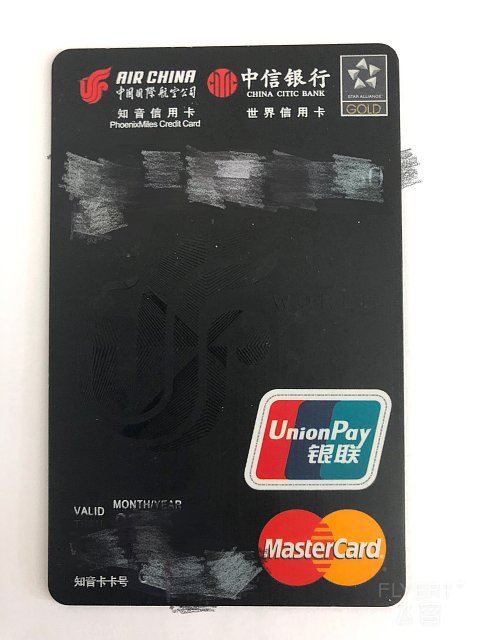 AIR CHINA
中国国際航空公司
知音信用卡
PhoenixMiles Credit Card
中信银行
CHINA CITIC BANK
世界信用卡
STAR ALLIANCE
GOLD
WORLD
UnionPay
银联
VALID
MONTH/YEAR
MasterCard
知音卡卡号